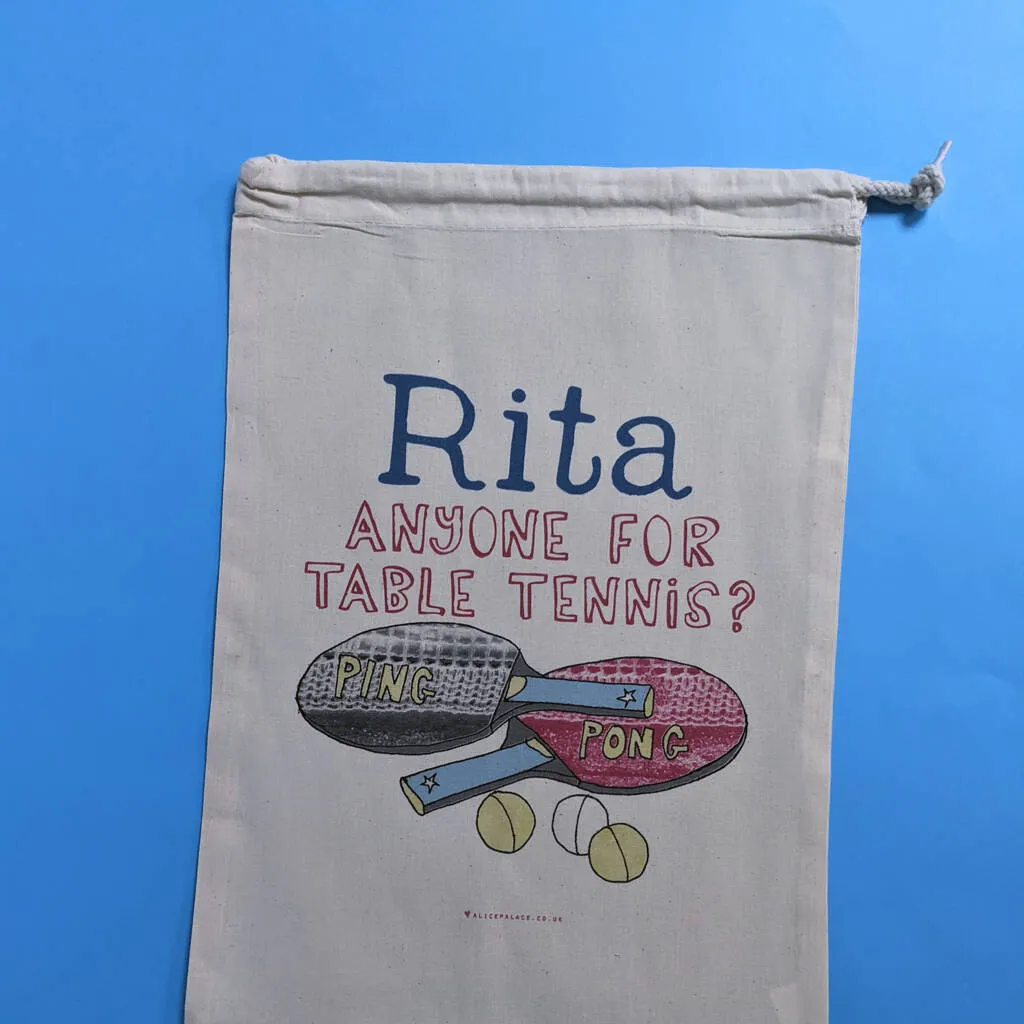 Rita
ANYONE FOR
TABLE TENNiS?
PING
PONG
ALICEPALACE.CO.UK